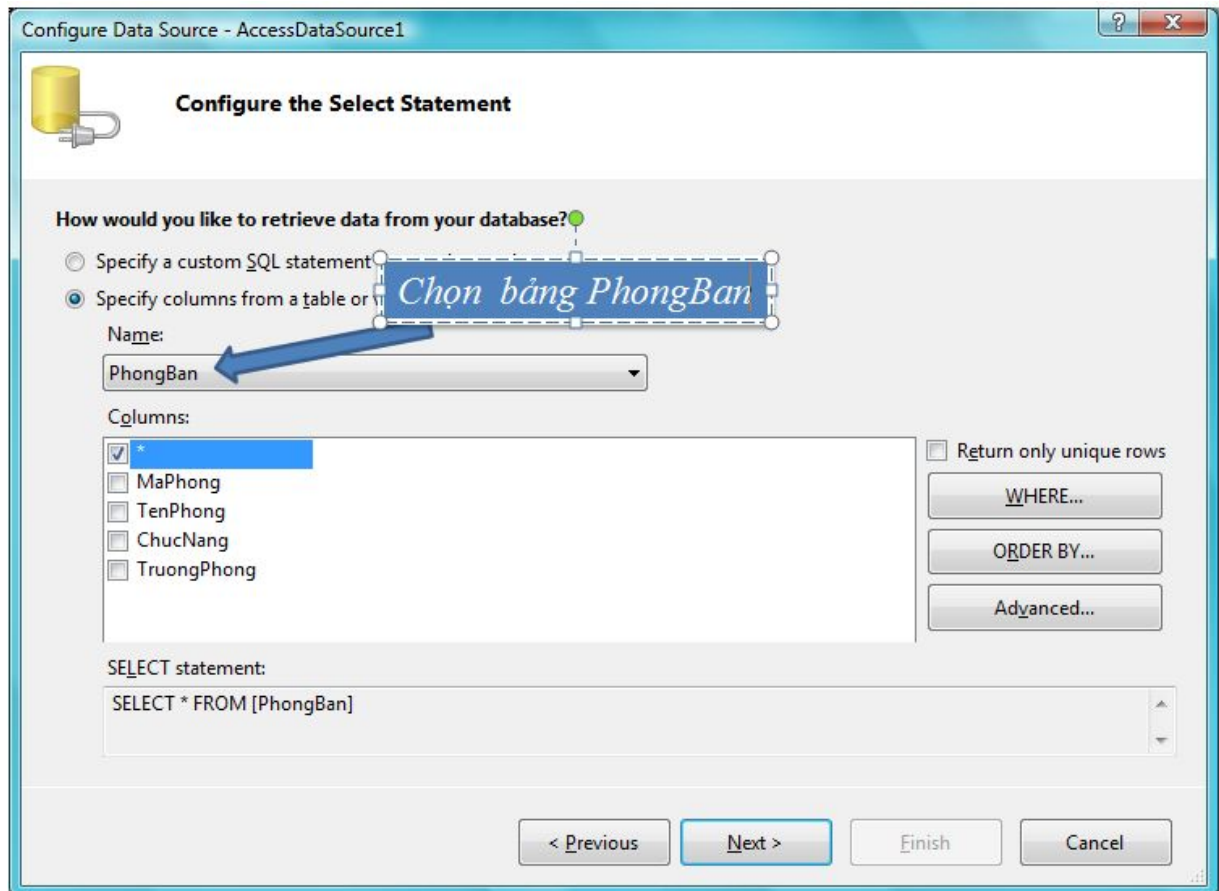 Configure Data Source - AccessDataSource1
Configure the Select Statement
How would you like to retrieve data from your database?
Specify a custom SQL statement
Specify columns from a table or
Chọn bảng PhongBan
Name:
PhongBan
Columns:
*
MaPhong
TenPhong
ChucNang
TruongPhong
Return only unique rows
WHERE...
ORDER BY...
Advanced...
SELECT statement:
SELECT * FROM [PhongBan]
< Previous
Next >
Finish
Cancel